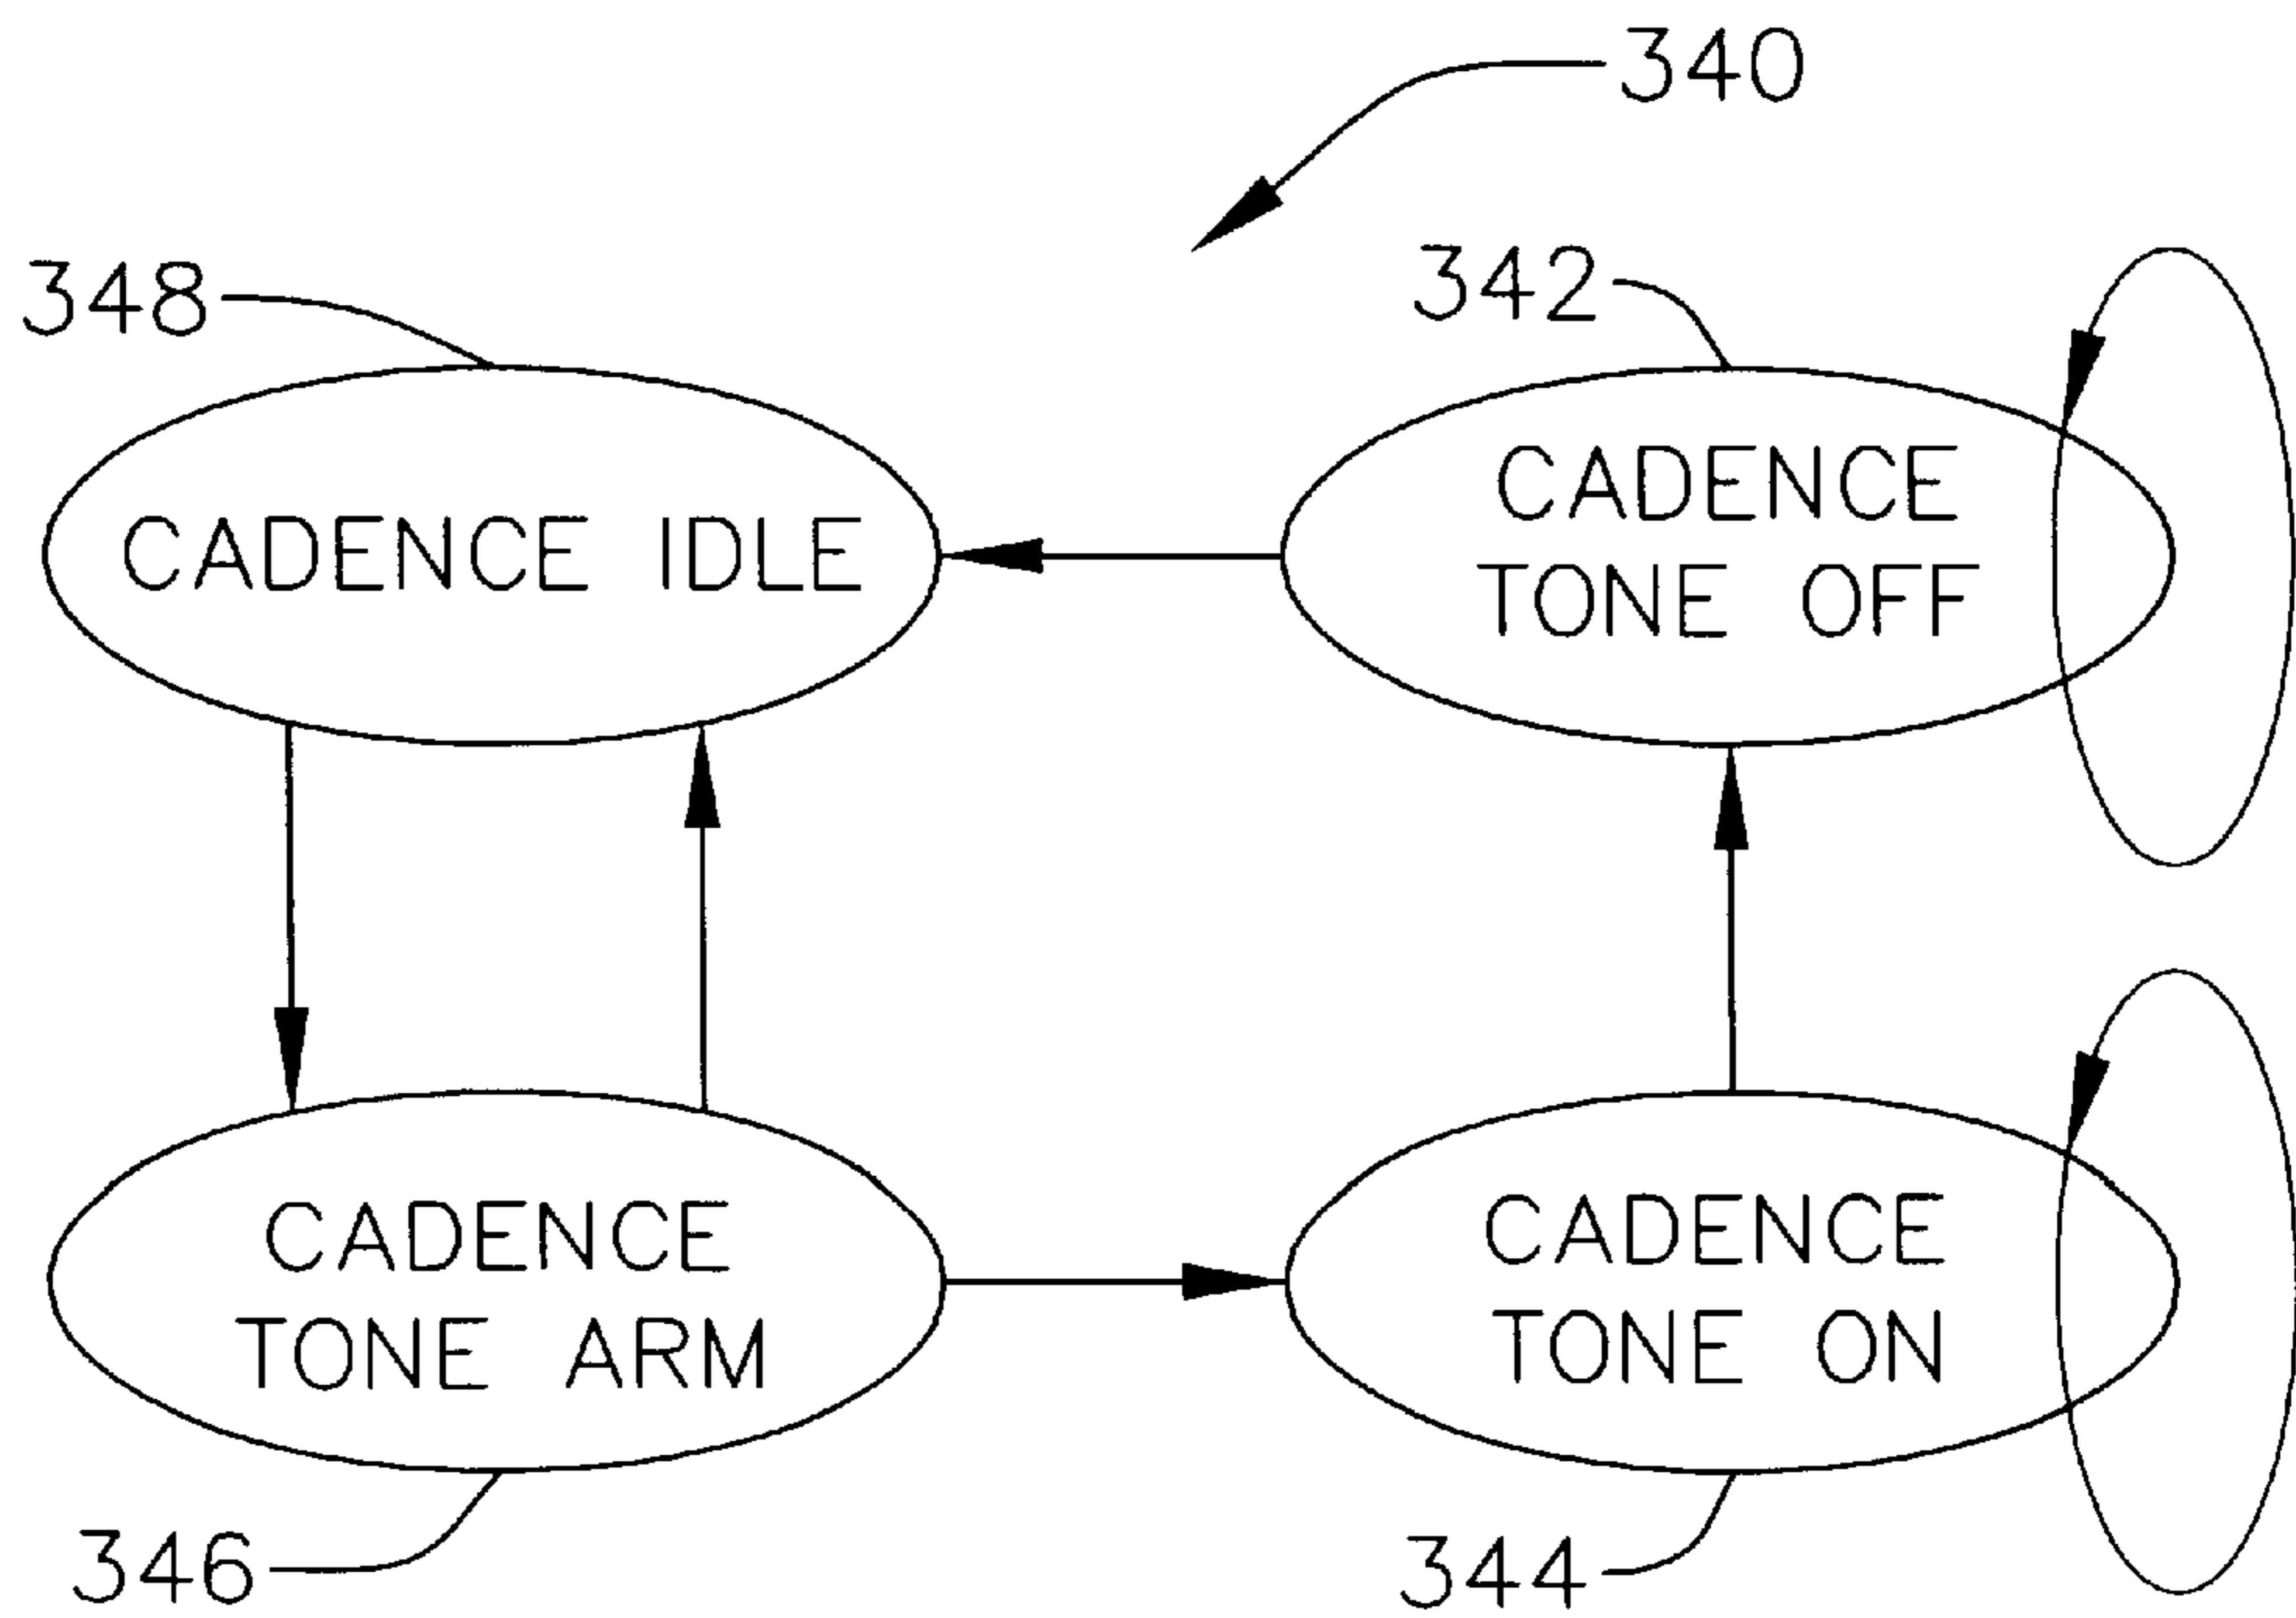 340
348
342
CADENCE IDLE
CADENCE
TONE OFF
CADENCE
TONE ARM
CADENCE
TONE ON
346
344